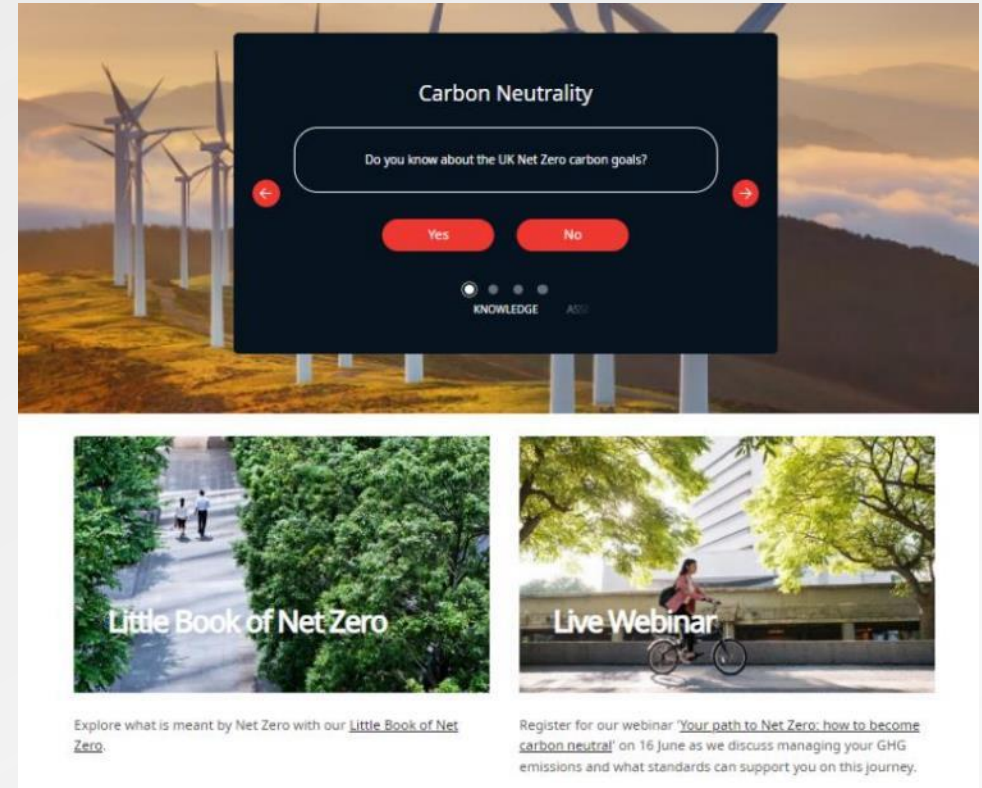 Carbon Neutrality
Do you know about the UK Net Zero carbon goals?
Yes
No
KNOWLEDGE
Little Book of Net Zero
Live Webinar
Explore what is meant by Net Zero with our Little Book of Net
Zero.
Register for our webinar 'Your path to Net Zero: how to become
carbon neutral' on 16 June as we discuss managing your GHG
emissions and what standards can support you on this journey.